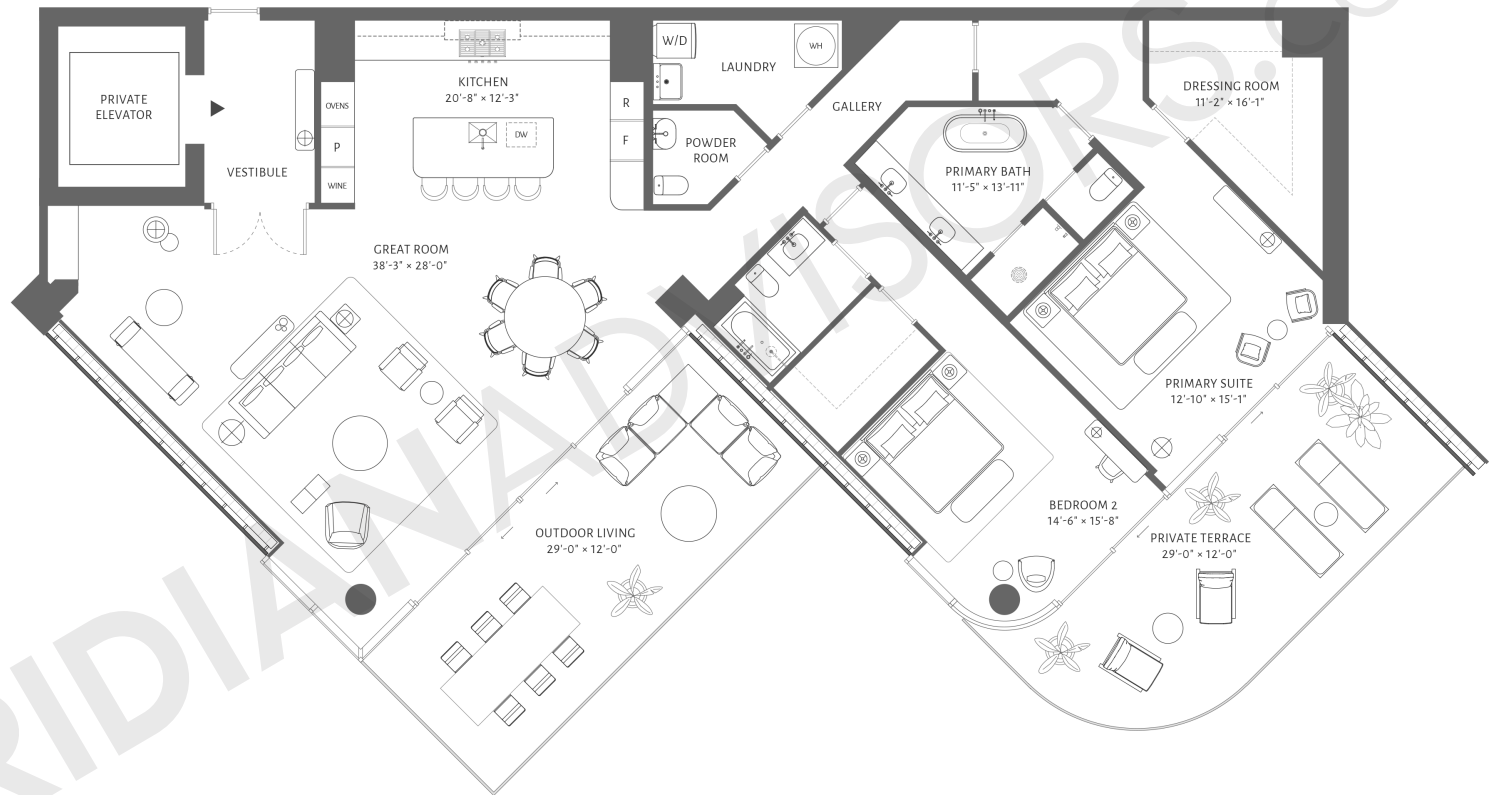 PRIVATE
ELEVATOR
VESTIBULE
OVENS
P
WINE
KITCHEN
20'-8" × 12'-3"
DW
R
F
W/D
LAUNDRY
WH
POWDER
ROOM
GALLERY
PRIMARY BATH
11'-5" × 13'-11"
DRESSING ROOM
11'-2" × 16'-1"
GREAT ROOM
38'-3" × 28'-0"
PRIMARY SUITE
12'-10" × 15'-1"
BEDROOM 2
14'-6" × 15'-8"
OUTDOOR LIVING
29'-0" × 12'-0"
PRIVATE TERRACE
29'-0" × 12'-0"
RIDIANADVISORS.CO